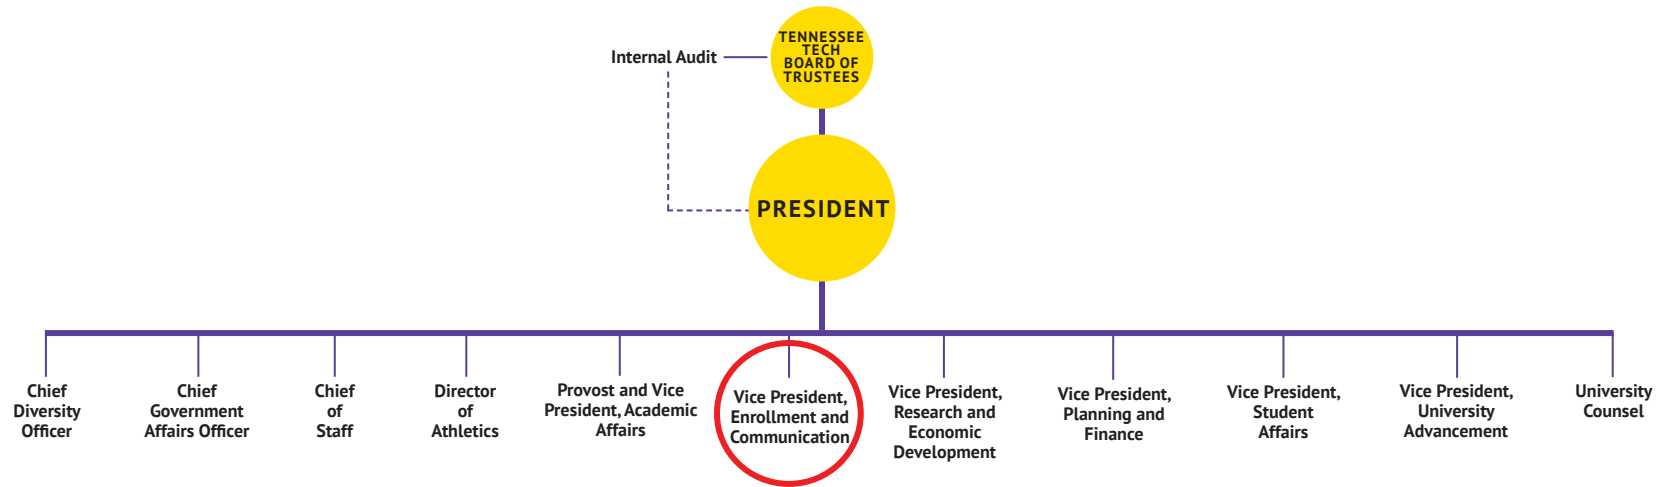 TENNESSEE
TECH
BOARD OF
TRUSTEES
Internal Audit
PRESIDENT
Chief
Diversity
Officer
Chief
Government
Affairs Officer
Chief
of
Staff
Director
of
Athletics
Provost and Vice
President, Academic
Affairs
Vice President,
Enrollment and
Communication
Vice President,
Research and
Economic
Development
Vice President,
Planning and
Finance
Vice President,
Student
Affairs
Vice President,
University
Advancement
University
Counsel